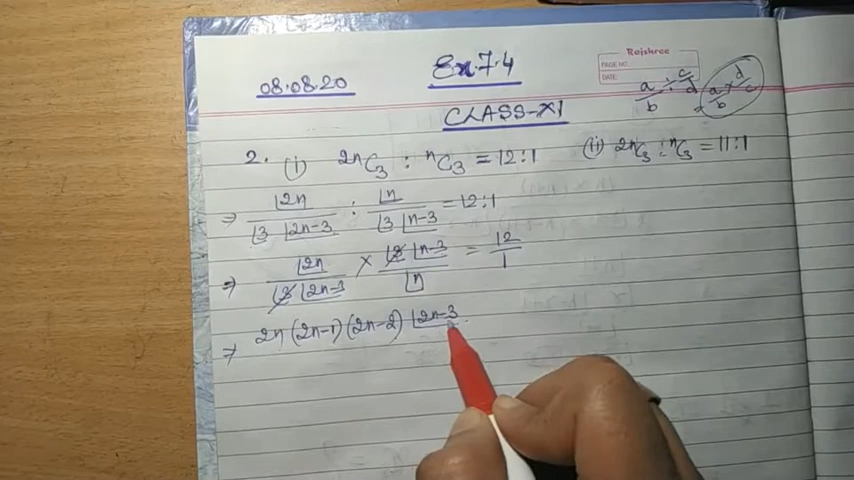 Rajshree
PAGE NO.
DATE:
08.08.20
Ex.7.4
a/b : c/d
= a/b × d/c
CLASS-XI
2. (i) 2nC3 : nC3 = 12:1
(ii) 2nC3 : nC3 = 11:1
⇒ |2n / |3 |2n-3 : |n / |3 |n-3 = 12:1
⇒ |2n / |3 |2n-3 × |3 |n-3 / |n = 12/1
⇒ 2n (2n-1) (2n-2) |2n-3